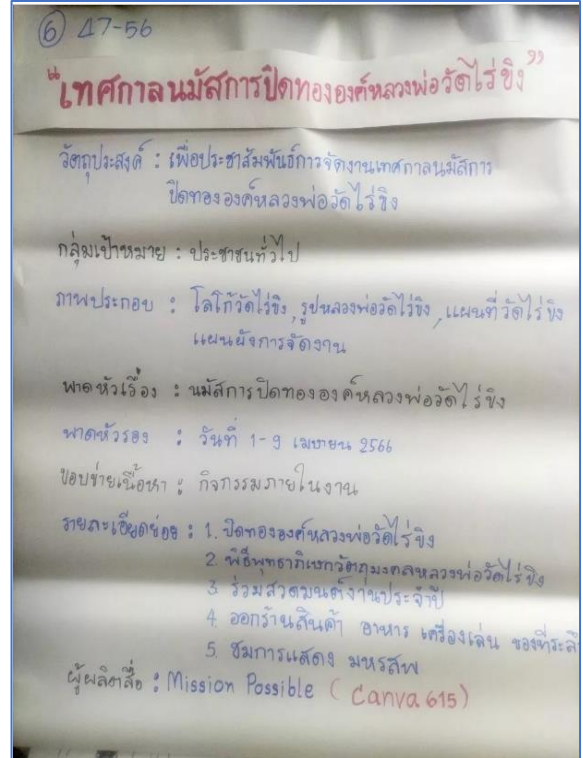 ⑥ 47-56
"เทศกาลนมัสการปิดทององค์หลวงพ่อวัดไร่ขิง"
วัตถุประสงค์ : เพื่อประชาสัมพันธ์การจัดงานเทศกาลนมัสการ
ปิดทององค์หลวงพ่อวัดไร่ขิง
กลุ่มเป้าหมาย : ประชาชนทั่วไป
ภาพประกอบ : โลโก้วัดไร่ขิง, รูปหลวงพ่อวัดไร่ขิง, แผนที่วัดไร่ขิง
แผนผังการจัดงาน
พาดหัวเรื่อง : นมัสการปิดทององค์หลวงพ่อวัดไร่ขิง
พาดหัวรอง : วันที่ 1-9 เมษายน 2566
ขอบข่ายเนื้อหา : กิจกรรมภายในงาน
รายละเอียดย่อย : 1. ปิดทององค์หลวงพ่อวัดไร่ขิง
2. พิธีพุทธาภิเษกวัตถุมงคลหลวงพ่อวัดไร่ขิง
3 ร่วมสวดมนต์งานประจำปี
4 ออกร้านสินค้า อาหาร เครื่องเล่น ของที่ระลึ
5. ชมการแสดง มหรสพ
ผู้ผลิตสื่อ : Mission Possible (Canva 615)